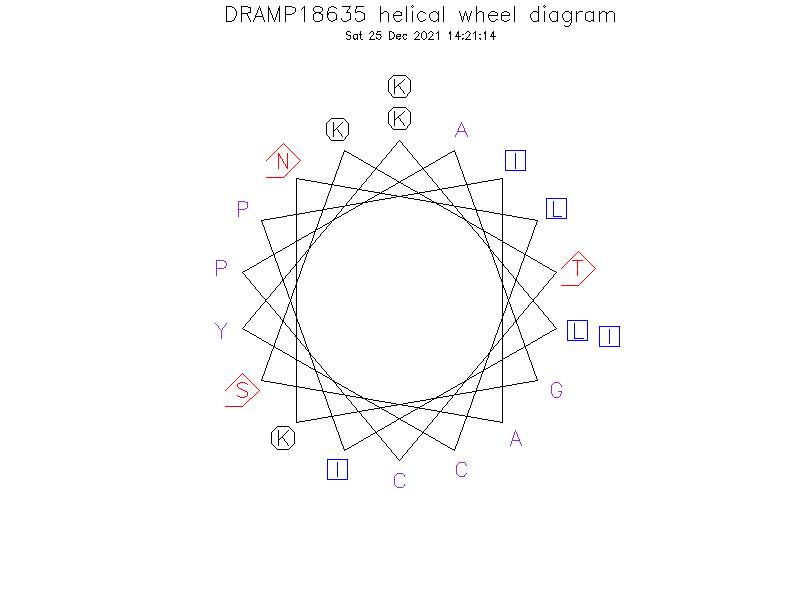 DRAMP18635 helical wheel diagram
Sat 25 Dec 2021 14:21:14
K
K
K A
N I
P L
P T
Y L I
S G
K A
I C
C